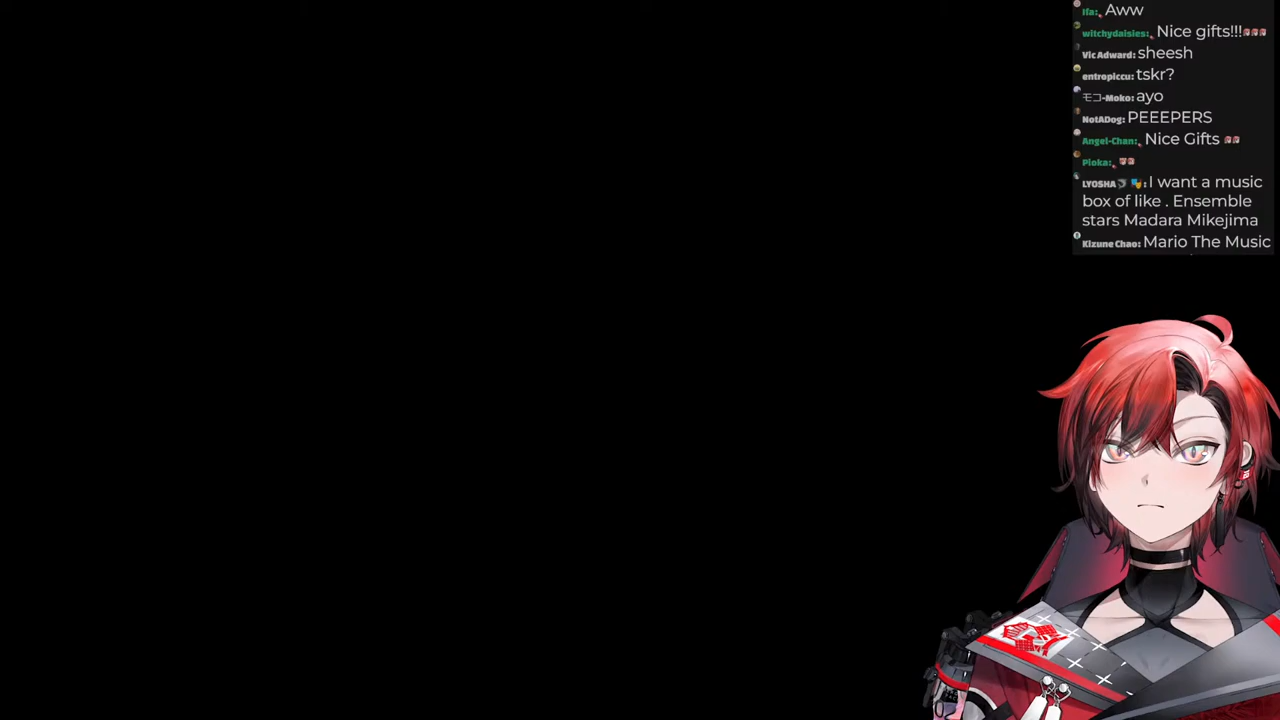 Ifa: Aww
witchydaisies: Nice gifts!!!
Vic Adward: sheesh
entropiccu: tskr?
モコ-Moko: ayo
NotADog: PEEEPERS
Angel-Chan: Nice Gifts
Ploka:
LYOSHA: I want a music
box of like . Ensemble
stars Madara Mikejima
Kizune Chao: Mario The Music